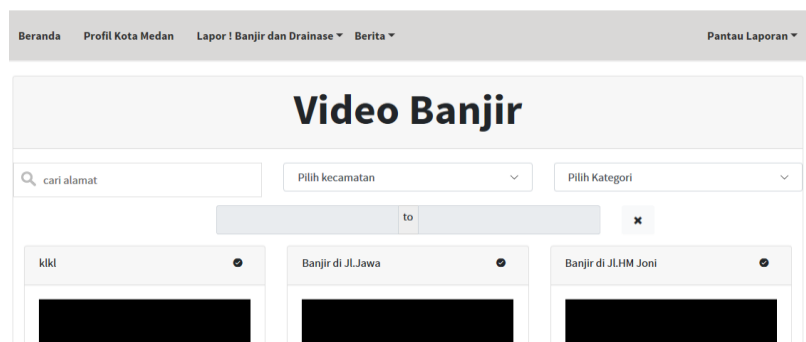 Beranda Profil Kota Medan Lapor ! Banjir dan Drainase Berita Pantau Laporan
Video Banjir
cari alamat Pilih kecamatan Pilih Kategori
to
klkl Banjir di Jl.Jawa Banjir di Jl.HM Joni